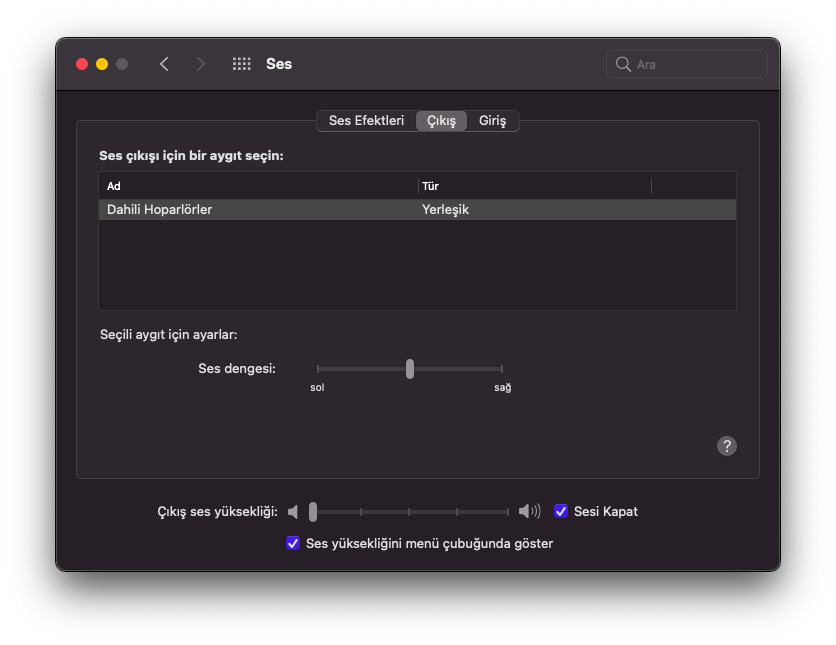 Ses
Ara
Ses Efektleri Çıkış Giriş
Ses çıkışı için bir aygıt seçin:
Ad Tür
Dahili Hoparlörler Yerleşik
Seçili aygıt için ayarlar:
Ses dengesi:
sol sağ
?
Çıkış ses yüksekliği: Sesi Kapat
Ses yüksekliğini menü çubuğunda göster